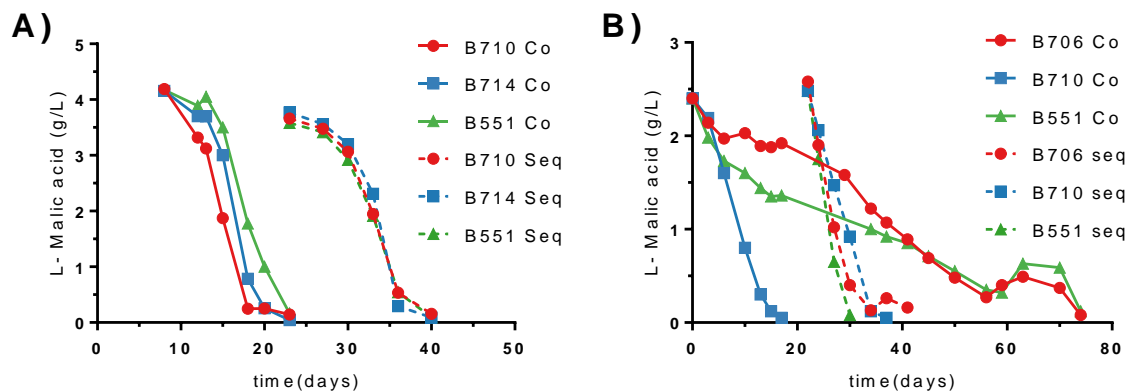 A)
5
4
3
2
1
0
L- Malic acid (g/L)
0 10 20 30 40 50
time(days)
B710 Co
B714 Co
B551 Co
B710 Seq
B714 Seq
B551 Seq
B)
3
2
1
0
L- Malic acid (g/L)
0 20 40 60 80
time(days)
B706 Co
B710 Co
B551 Co
B706 seq
B710 seq
B551 seq